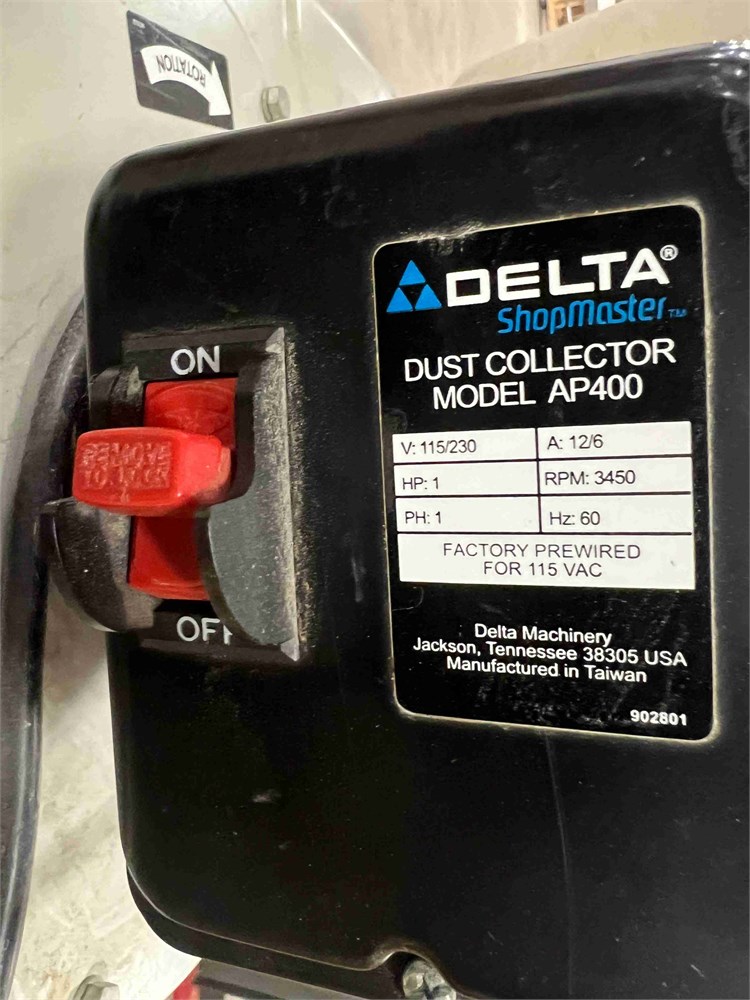 ROTATION
ON
REMOVE
TO LOCK
OFF
DELTA®
ShopMaster™
DUST COLLECTOR
MODEL AP400
V: 115/230 A: 12/6
HP: 1 RPM: 3450
PH: 1 Hz: 60
FACTORY PREWIRED
FOR 115 VAC
Delta Machinery
Jackson, Tennessee 38305 USA
Manufactured in Taiwan
902801